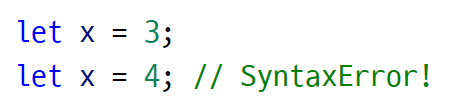 let x = 3;
let x = 4; // SyntaxError!